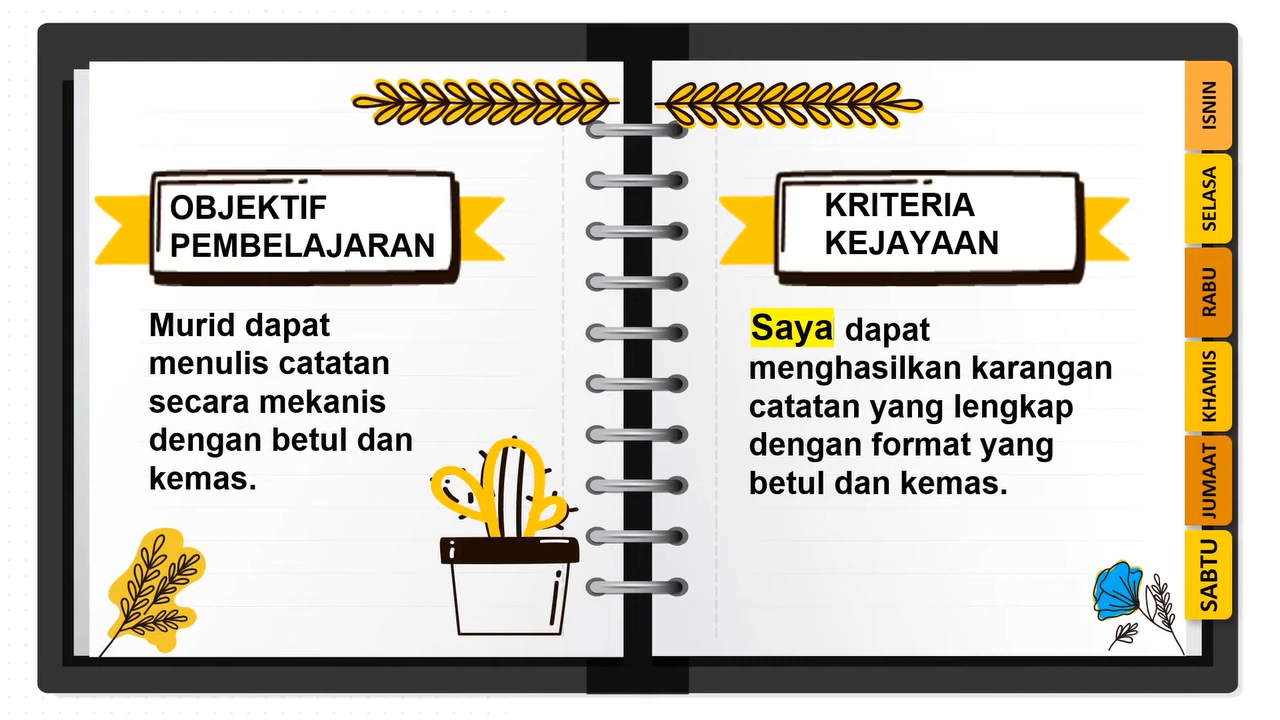 OBJEKTIF
PEMBELAJARAN
Murid dapat
menulis catatan
secara mekanis
dengan betul dan
kemas.
KRITERIA
KEJAYAAN
Saya dapat
menghasilkan karangan
catatan yang lengkap
dengan format yang
betul dan kemas.
ISNIN
SELASA
RABU
KHAMIS
JUMAAT
SABTU